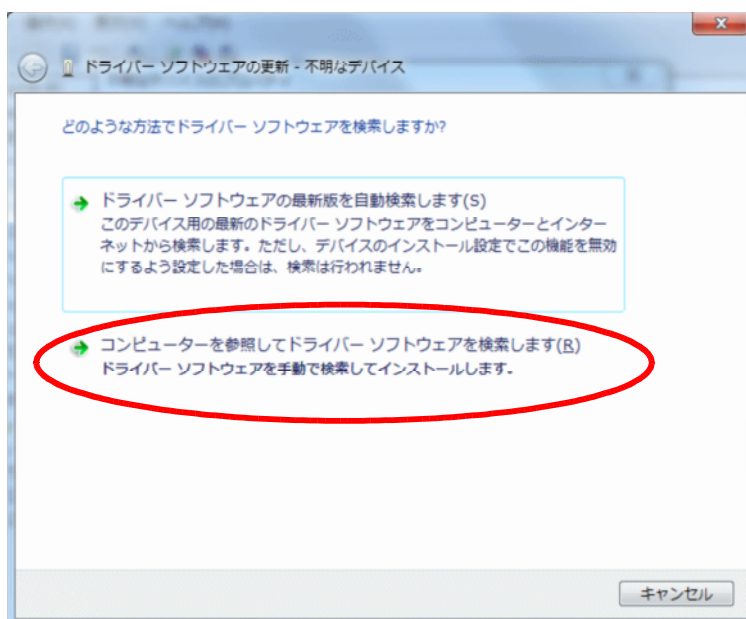 ドライバー ソフトウェアの更新 - 不明なデバイス
どのような方法でドライバー ソフトウェアを検索しますか?
ドライバー ソフトウェアの最新版を自動検索します(S)
このデバイス用の最新のドライバー ソフトウェアをコンピューターとインター
ネットから検索します。ただし、デバイスのインストール設定でこの機能を無効
にするよう設定した場合は、検索は行われません。
コンピューターを参照してドライバー ソフトウェアを検索します(R)
ドライバー ソフトウェアを手動で検索してインストールします。
キャンセル